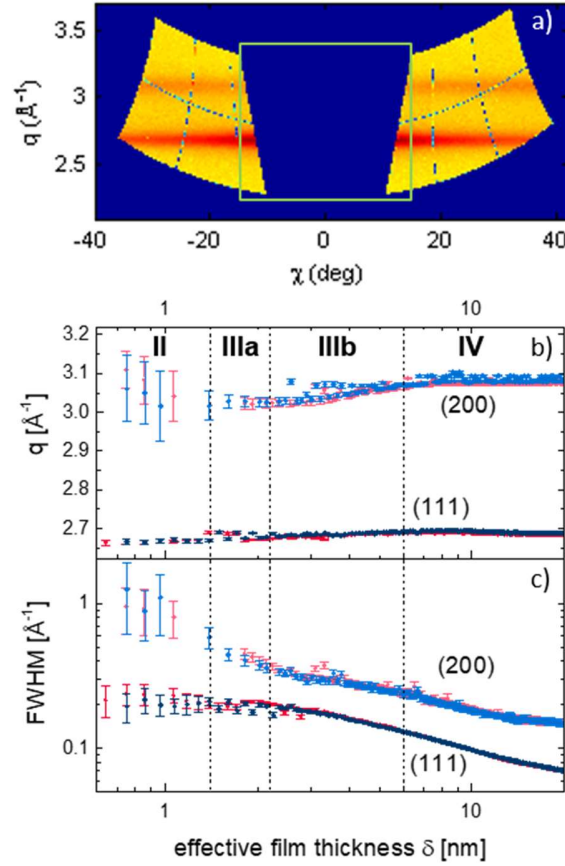 a)
3.5
3
2.5
q (Å⁻¹)
-40 -20 0 20 40
χ (deg)
1 10
II IIIa IIIb IV b)
3.2
3.1
3.0
2.9
2.8
2.7
q [Å⁻¹]
(200)
(111)
c)
1
0.1
FWHM [Å⁻¹]
(200)
(111)
1 10
effective film thickness δ [nm]